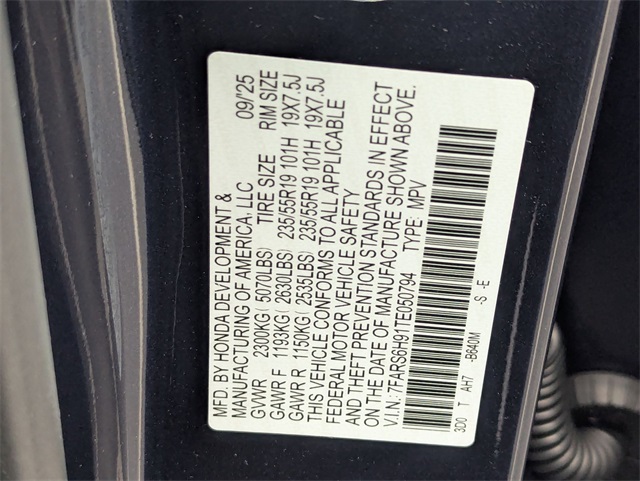 MFD. BY HONDA DEVELOPMENT &
MANUFACTURING OF AMERICA, LLC 09/'25
GVWR 2300KG (5070LBS) TIRE SIZE RIM SIZE
GAWR F 1193KG (2630LBS) 235/55R19 101H 19X7.5J
GAWR R 1150KG (2535LBS) 235/55R19 101H 19X7.5J
THIS VEHICLE CONFORMS TO ALL APPLICABLE
FEDERAL MOTOR VEHICLE SAFETY
AND THEFT PREVENTION STANDARDS IN EFFECT
ON THE DATE OF MANUFACTURE SHOWN ABOVE.
V.I.N.: 7FARS6H91TE060794 TYPE: MPV
3D0 T AH7 -B640M -S -E